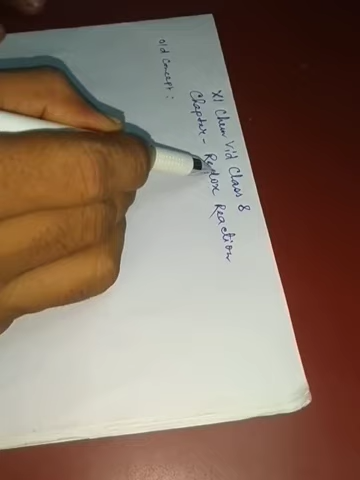 XI Chem Vid Class 8
Chapter - Redox Reaction
old concept :